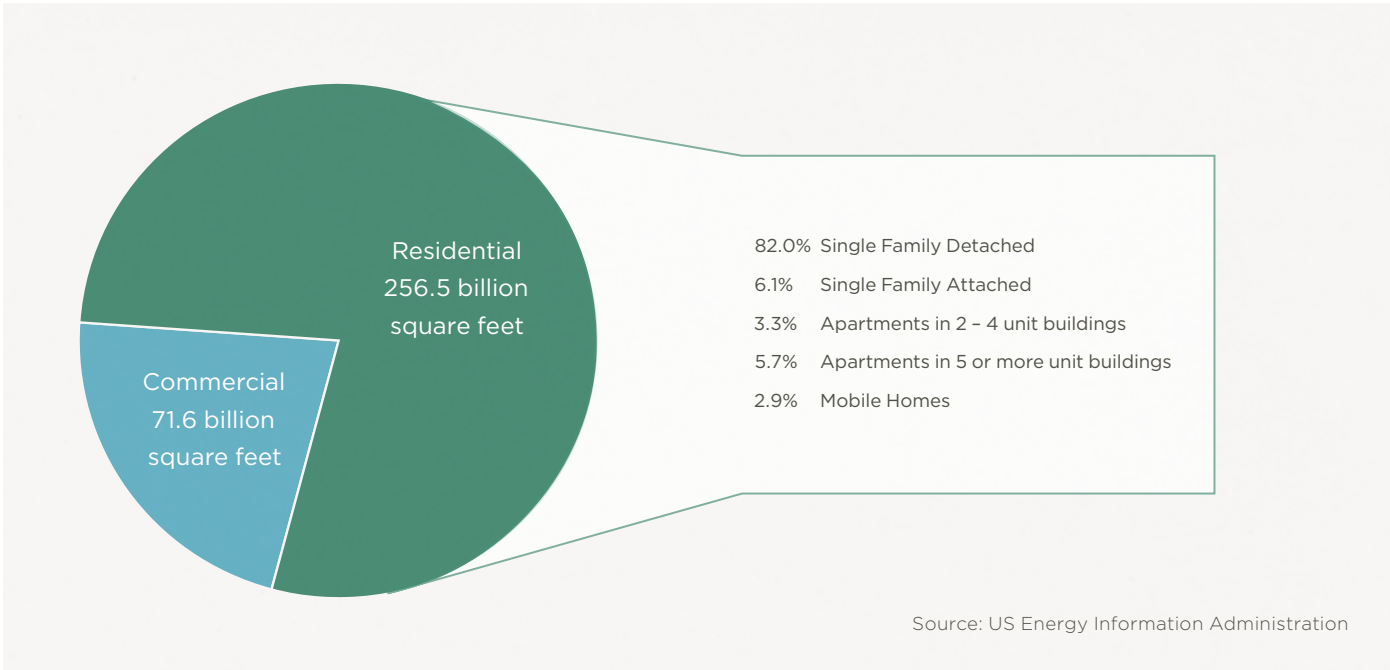 Residential
256.5 billion
square feet
Commercial
71.6 billion
square feet
82.0% Single Family Detached
6.1% Single Family Attached
3.3% Apartments in 2 – 4 unit buildings
5.7% Apartments in 5 or more unit buildings
2.9% Mobile Homes
Source: US Energy Information Administration